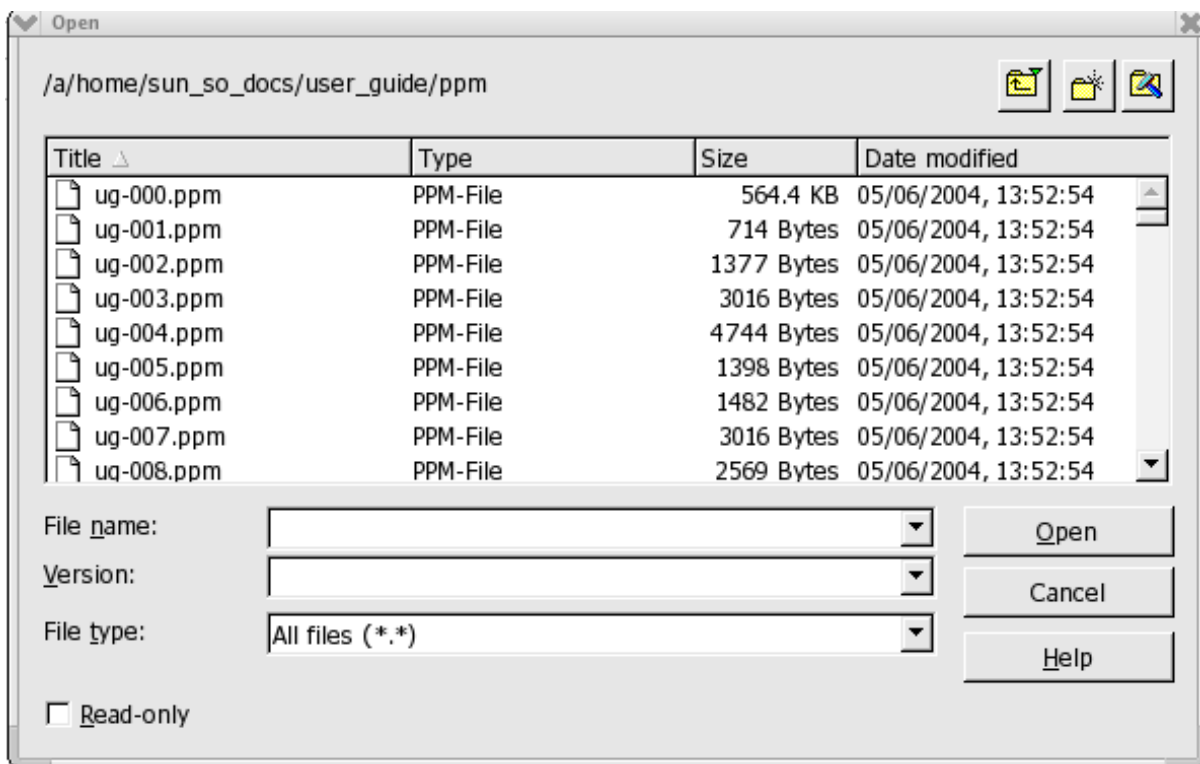 Open
/a/home/sun_so_docs/user_guide/ppm
Title Type Size Date modified
ug-000.ppm PPM-File 564.4 KB 05/06/2004, 13:52:54
ug-001.ppm PPM-File 714 Bytes 05/06/2004, 13:52:54
ug-002.ppm PPM-File 1377 Bytes 05/06/2004, 13:52:54
ug-003.ppm PPM-File 3016 Bytes 05/06/2004, 13:52:54
ug-004.ppm PPM-File 4744 Bytes 05/06/2004, 13:52:54
ug-005.ppm PPM-File 1398 Bytes 05/06/2004, 13:52:54
ug-006.ppm PPM-File 1482 Bytes 05/06/2004, 13:52:54
ug-007.ppm PPM-File 3016 Bytes 05/06/2004, 13:52:54
ug-008.ppm PPM-File 2569 Bytes 05/06/2004, 13:52:54
File name: Open
Version: Cancel
File type: All files (*.*) Help
Read-only